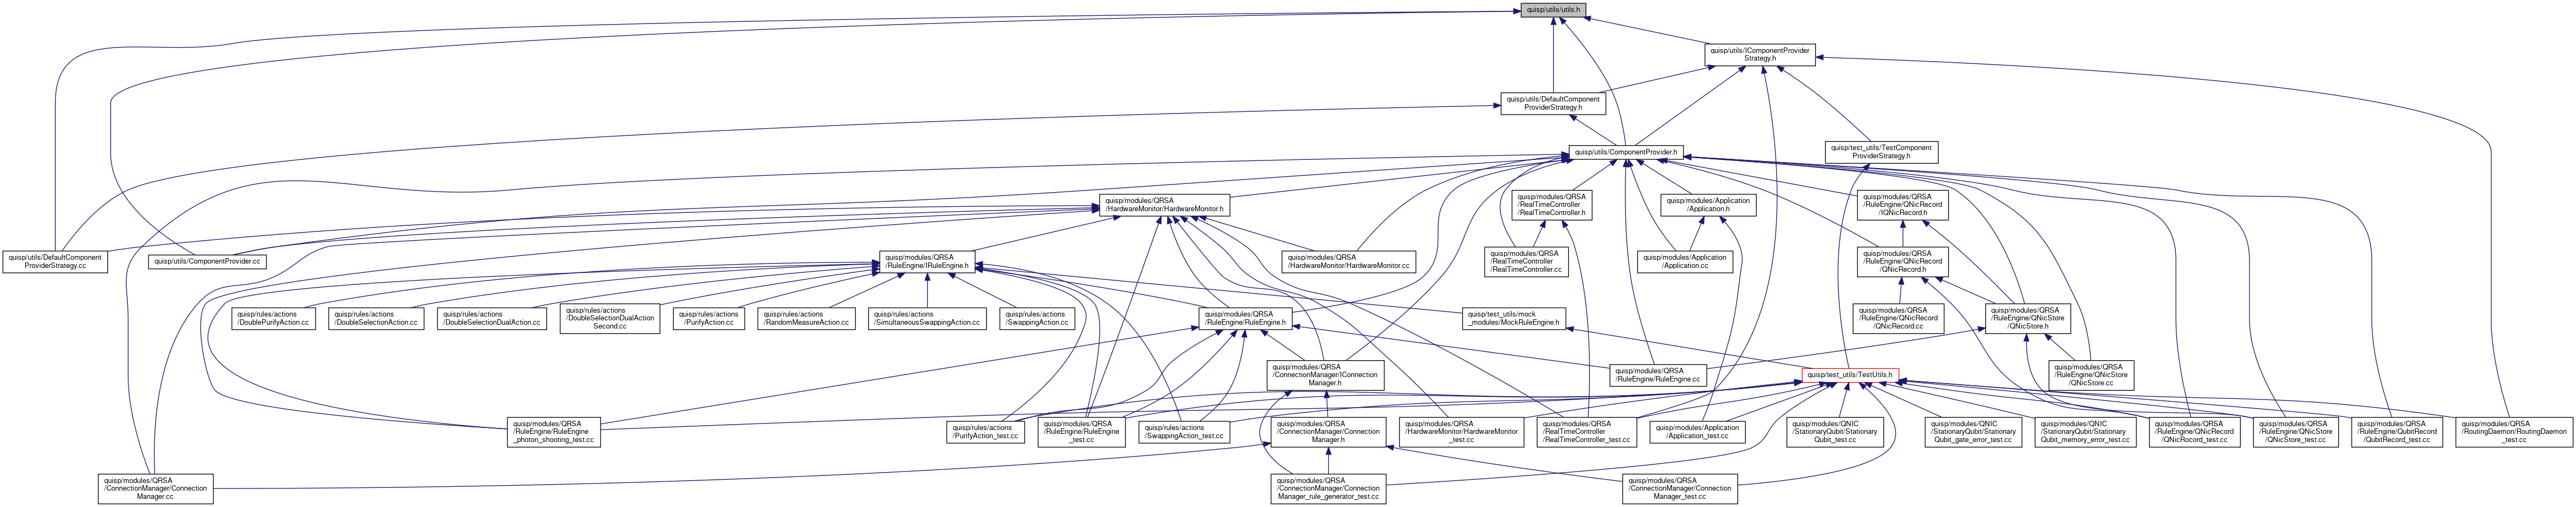 quisp/utils/utils.h
quisp/utils/IComponentProvider
Strategy.h
quisp/utils/DefaultComponent
ProviderStrategy.h
quisp/utils/ComponentProvider.h
quisp/test_utils/TestComponent
ProviderStrategy.h
quisp/modules/QRSA
/HardwareMonitor/HardwareMonitor.h
quisp/modules/QRSA
/RealTimeController
/RealTimeController.h
quisp/modules/Application
/Application.h
quisp/modules/QRSA
/RuleEngine/QNicRecord
/IQNicRecord.h
quisp/utils/DefaultComponent
ProviderStrategy.cc
quisp/utils/ComponentProvider.cc
quisp/modules/QRSA
/RuleEngine/IRuleEngine.h
quisp/modules/QRSA
/HardwareMonitor/HardwareMonitor.cc
quisp/modules/QRSA
/RealTimeController
/RealTimeController.cc
quisp/modules/Application
/Application.cc
quisp/modules/QRSA
/RuleEngine/QNicRecord
/QNicRecord.h
quisp/rules/actions
/DoublePurifyAction.cc
quisp/rules/actions
/DoubleSelectionAction.cc
quisp/rules/actions
/DoubleSelectionDualAction.cc
quisp/rules/actions
/DoubleSelectionDualAction
Second.cc
quisp/rules/actions
/PurifyAction.cc
quisp/rules/actions
/RandomMeasureAction.cc
quisp/rules/actions
/SimultaneousSwappingAction.cc
quisp/rules/actions
/SwappingAction.cc
quisp/modules/QRSA
/RuleEngine/RuleEngine.h
quisp/test_utils/mock
_modules/MockRuleEngine.h
quisp/modules/QRSA
/RuleEngine/QNicRecord
/QNicRecord.cc
quisp/modules/QRSA
/RuleEngine/QNicStore
/QNicStore.h
quisp/modules/QRSA
/ConnectionManager/IConnection
Manager.h
quisp/modules/QRSA
/RuleEngine/RuleEngine.cc
quisp/test_utils/TestUtils.h
quisp/modules/QRSA
/RuleEngine/QNicStore
/QNicStore.cc
quisp/modules/QRSA
/RuleEngine/RuleEngine
_photon_shooting_test.cc
quisp/rules/actions
/PurifyAction_test.cc
quisp/modules/QRSA
/RuleEngine/RuleEngine
_test.cc
quisp/rules/actions
/SwappingAction_test.cc
quisp/modules/QRSA
/ConnectionManager/Connection
Manager.h
quisp/modules/QRSA
/HardwareMonitor/HardwareMonitor
_test.cc
quisp/modules/QRSA
/RealTimeController
/RealTimeController_test.cc
quisp/modules/Application
/Application_test.cc
quisp/modules/QNIC
/StationaryQubit/Stationary
Qubit_test.cc
quisp/modules/QNIC
/StationaryQubit/Stationary
Qubit_gate_error_test.cc
quisp/modules/QNIC
/StationaryQubit/Stationary
Qubit_memory_error_test.cc
quisp/modules/QRSA
/RuleEngine/QNicRecord
/QNicRocord_test.cc
quisp/modules/QRSA
/RuleEngine/QNicStore
/QNicStore_test.cc
quisp/modules/QRSA
/RuleEngine/QubitRecord
/QubitRecord_test.cc
quisp/modules/QRSA
/RoutingDaemon/RoutingDaemon
_test.cc
quisp/modules/QRSA
/ConnectionManager/Connection
Manager.cc
quisp/modules/QRSA
/ConnectionManager/Connection
Manager_rule_generator_test.cc
quisp/modules/QRSA
/ConnectionManager/Connection
Manager_test.cc